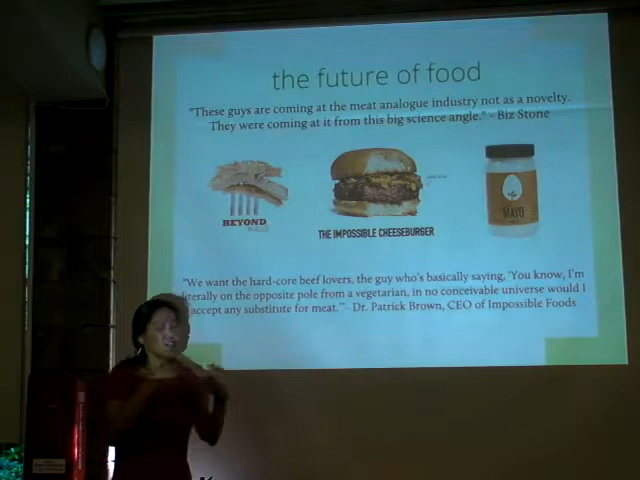 the future of food
"These guys are coming at the meat analogue industry not as a novelty.
They were coming at it from this big science angle." - Biz Stone
BEYOND
THE IMPOSSIBLE CHEESEBURGER
MAYO
"We want the hard-core beef lovers, the guy who's basically saying, 'You know, I'm
literally on the opposite pole from a vegetarian, in no conceivable universe would I
accept any substitute for meat.'" - Dr. Patrick Brown, CEO of Impossible Foods